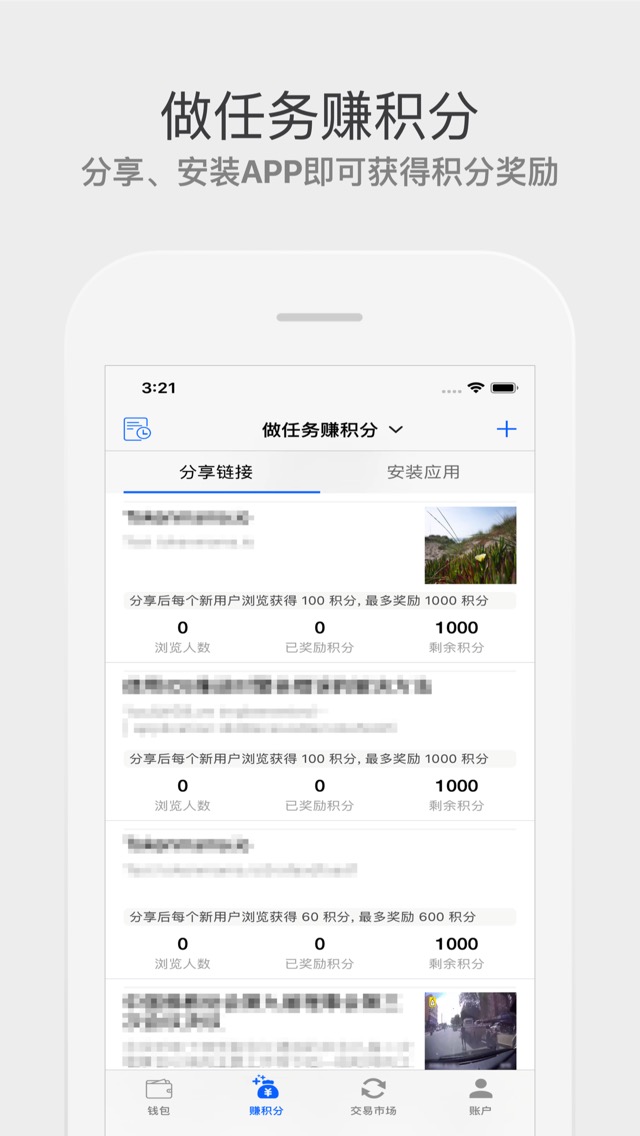 做任务赚积分
分享、安装APP即可获得积分奖励
3:21
做任务赚积分
分享链接 安装应用
分享后每个新用户浏览获得 100 积分, 最多奖励 1000 积分
0 0 1000
浏览人数 已奖励积分 剩余积分
分享后每个新用户浏览获得 100 积分, 最多奖励 1000 积分
0 0 1000
浏览人数 已奖励积分 剩余积分
分享后每个新用户浏览获得 60 积分, 最多奖励 600 积分
0 0 1000
浏览人数 已奖励积分 剩余积分
钱包 赚积分 交易市场 账户